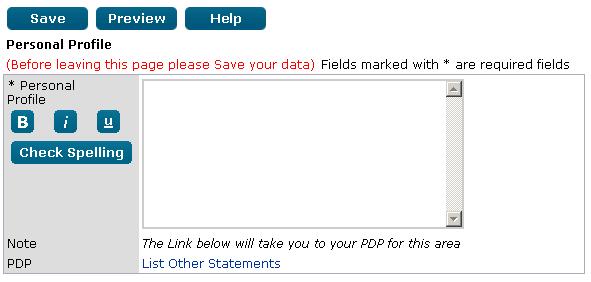 Save Preview Help
Personal Profile
(Before leaving this page please Save your data) Fields marked with * are required fields
* Personal
Profile
B i u
Check Spelling
Note The Link below will take you to your PDP for this area
PDP List Other Statements